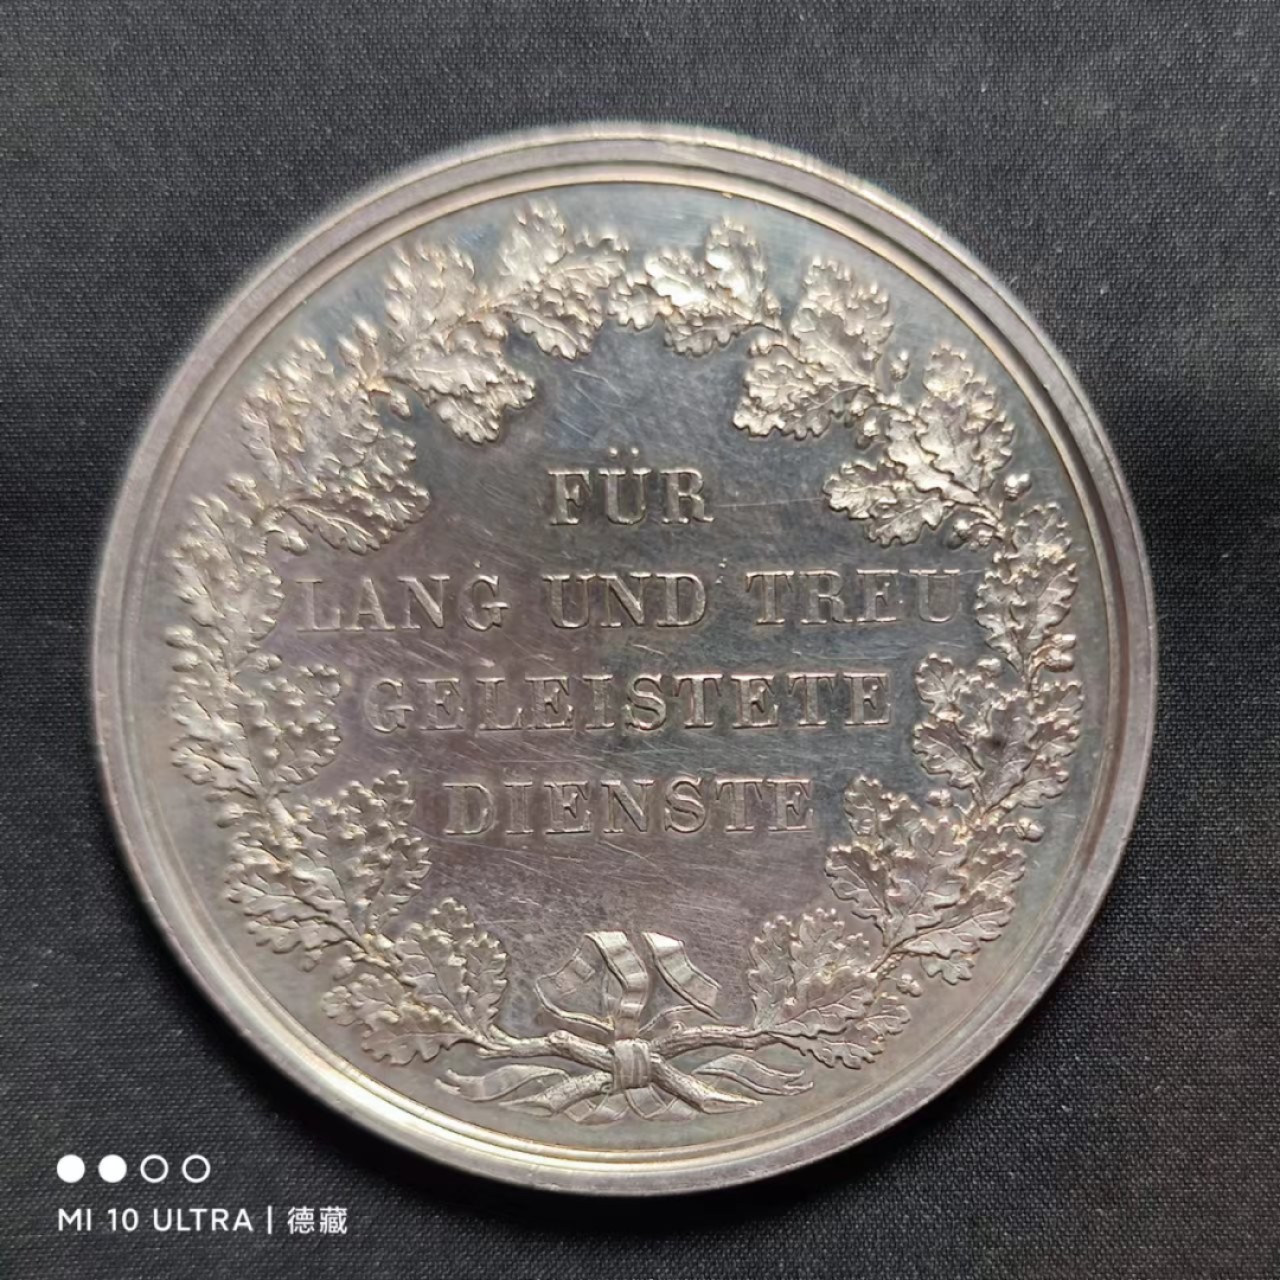 FÜR
LANG UND TREU
GELEISTETE
DIENSTE
MI 10 ULTRA | 德藏